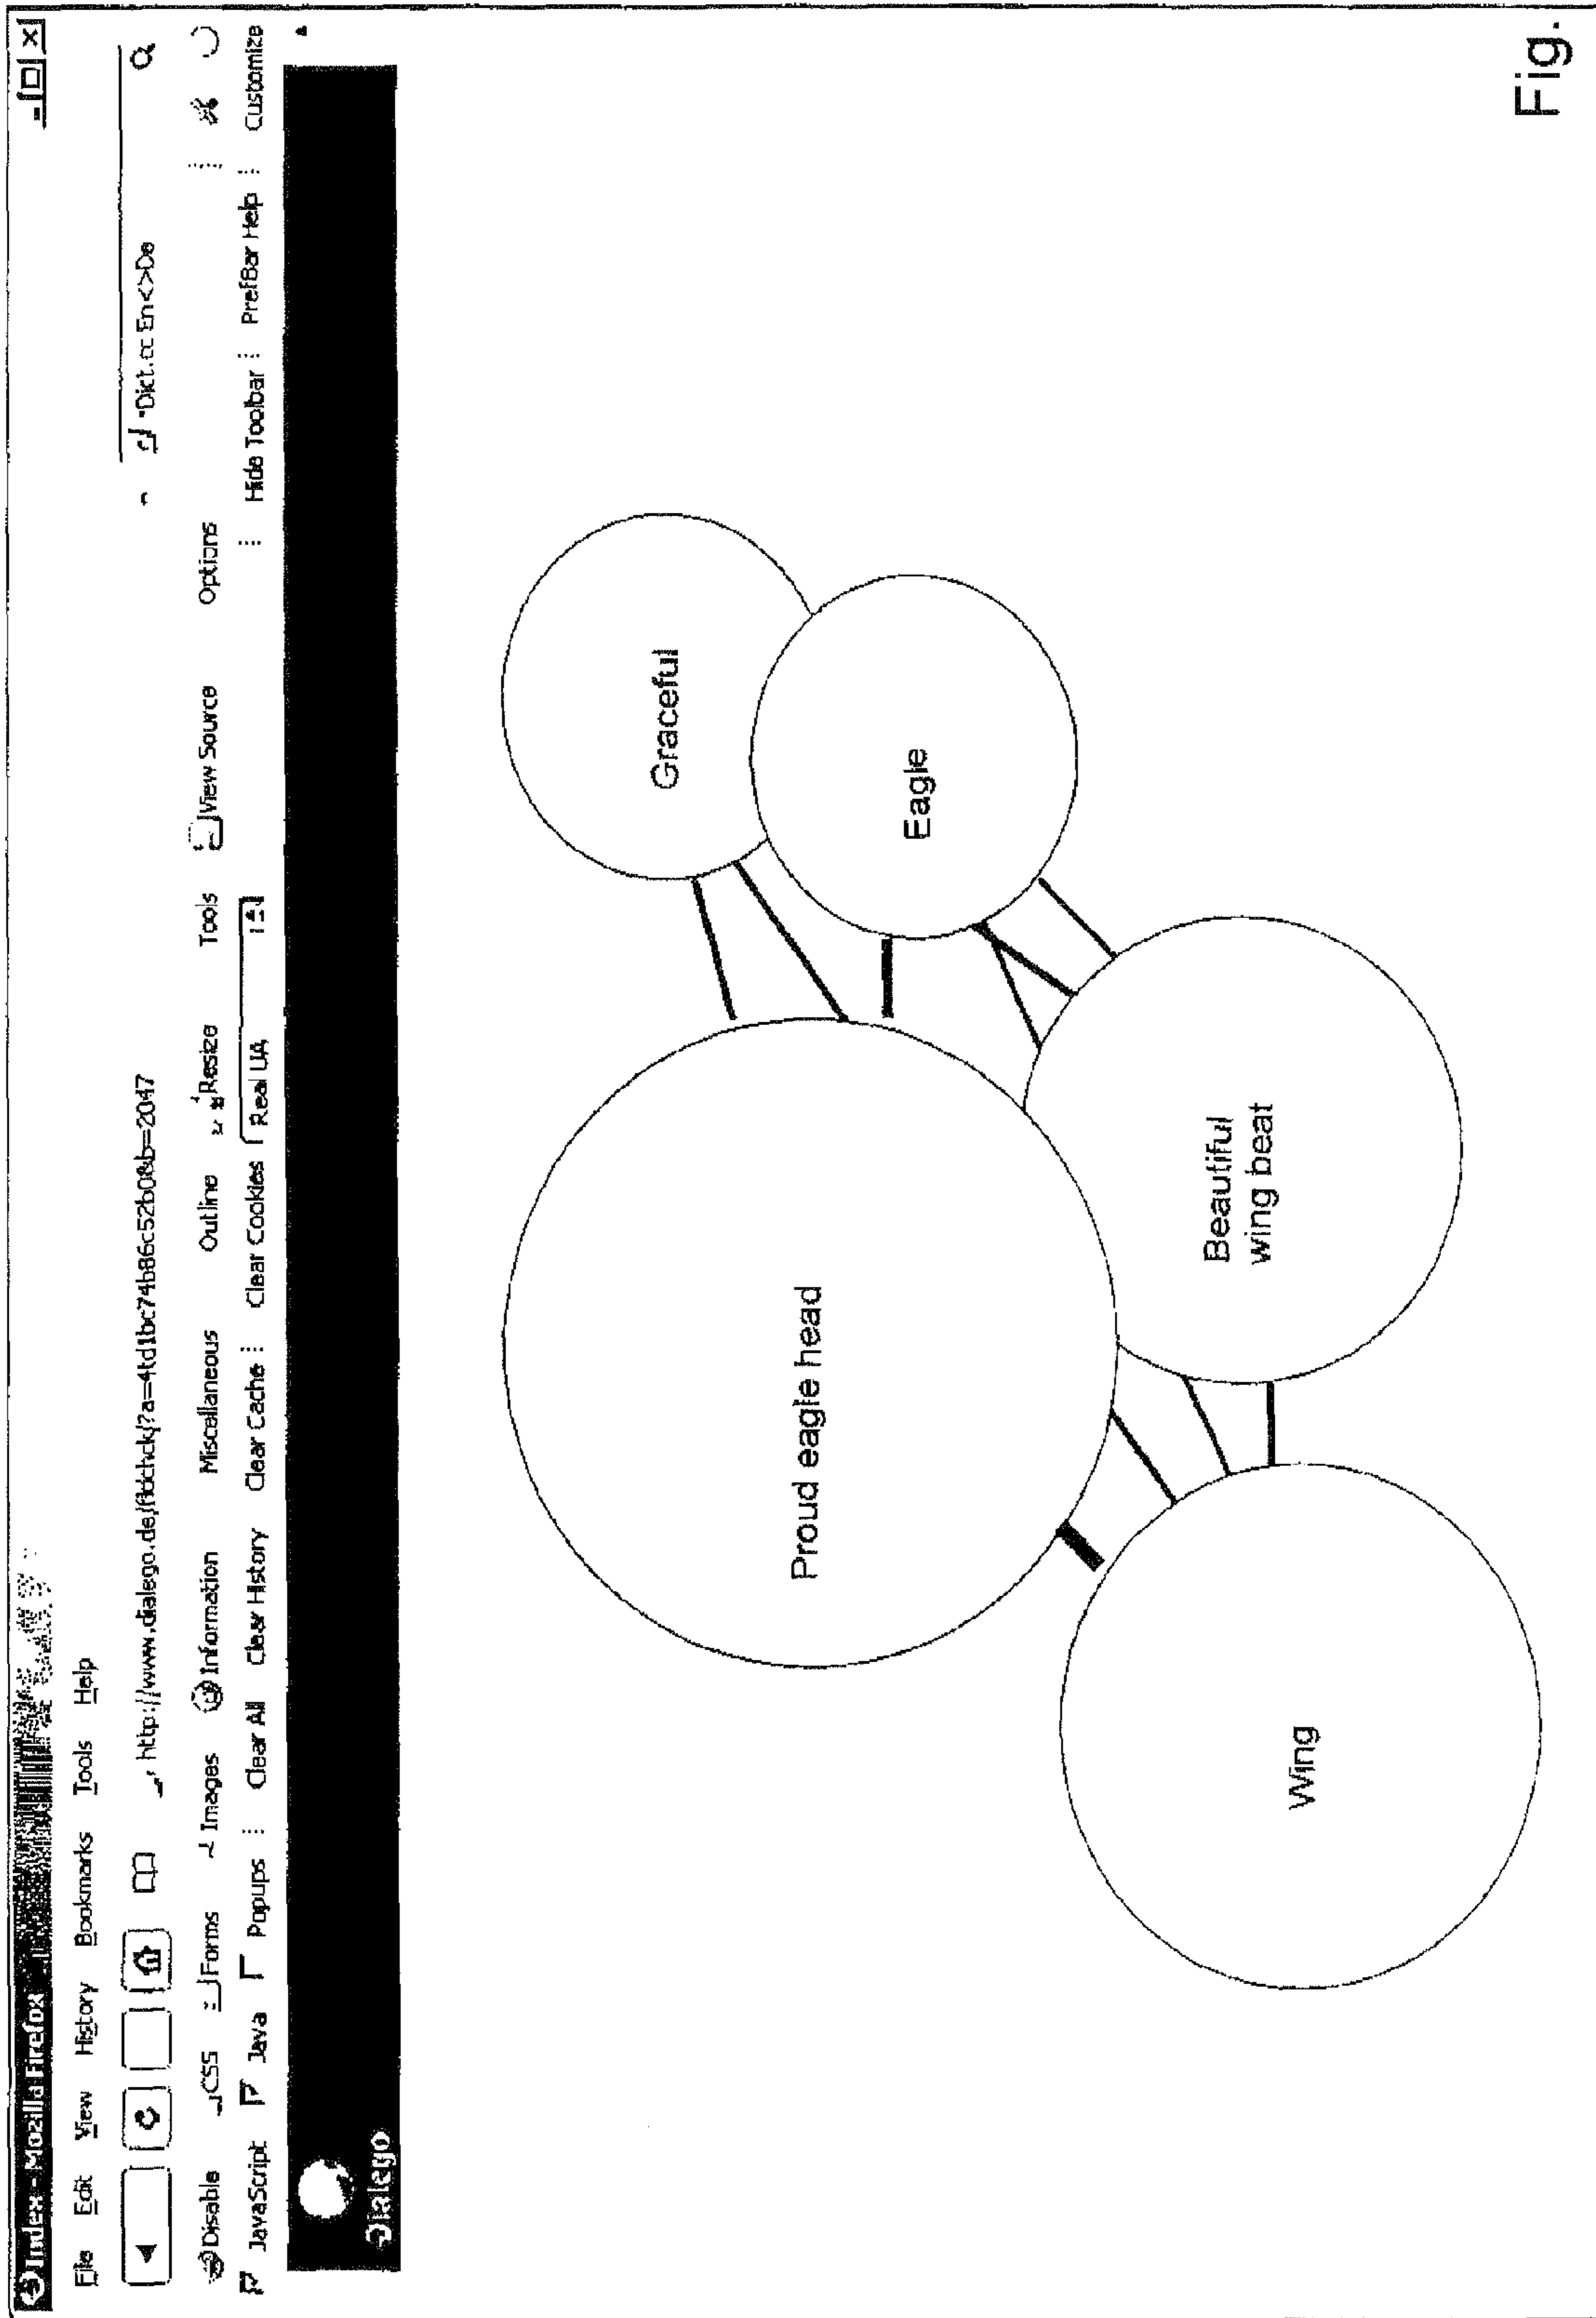 Index - Mozilla Firefox
File Edit View History Bookmarks Tools Help
http://www.dialego.de/ Dict.cc En<>De
Disable CSS Forms Images Information Miscellaneous Outline Resize Tools View Source Options
JavaScript Java Popups Clear All Clear History Clear Cache Clear Cookies Real UA Hide Toolbar PrefBar Help Customize
Dialego
Graceful
Proud eagle head
Eagle
Beautiful
wing beat
Wing
Fig.